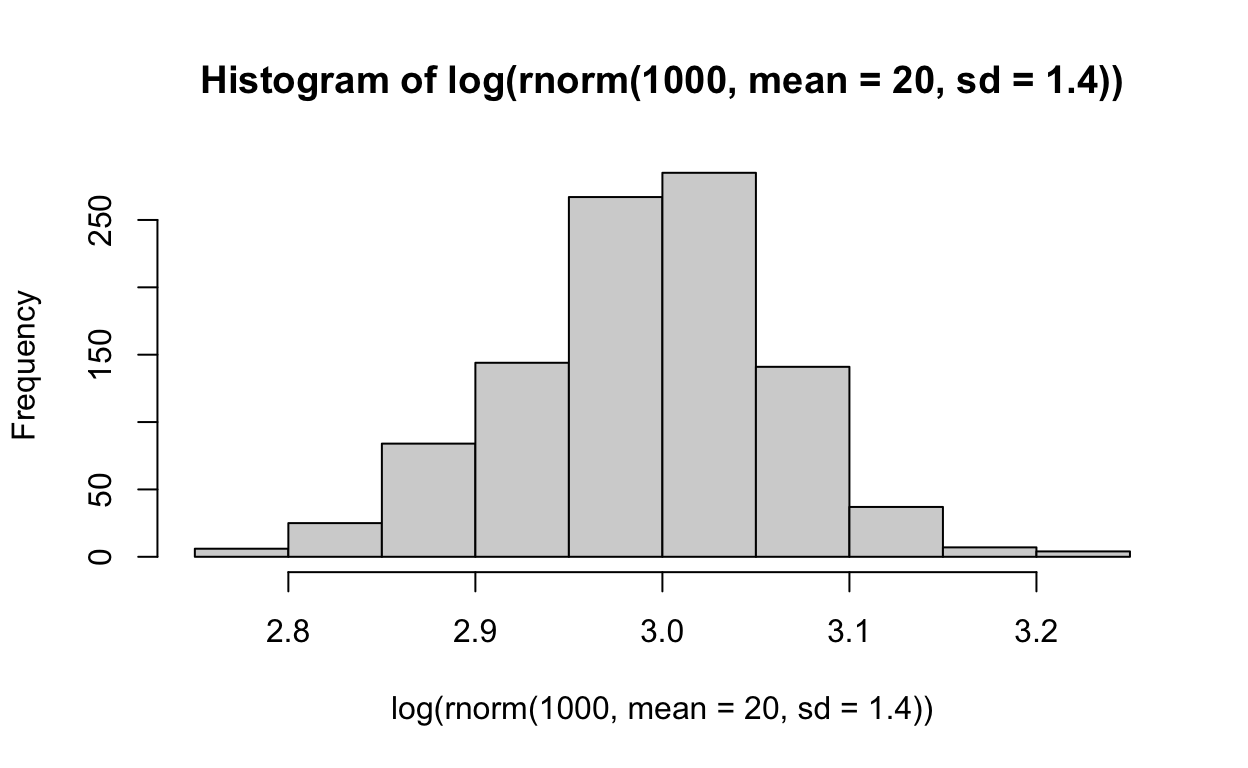 Histogram of log(rnorm(1000, mean = 20, sd = 1.4))
Frequency
250
150
50
0
2.8 2.9 3.0 3.1 3.2
log(rnorm(1000, mean = 20, sd = 1.4))